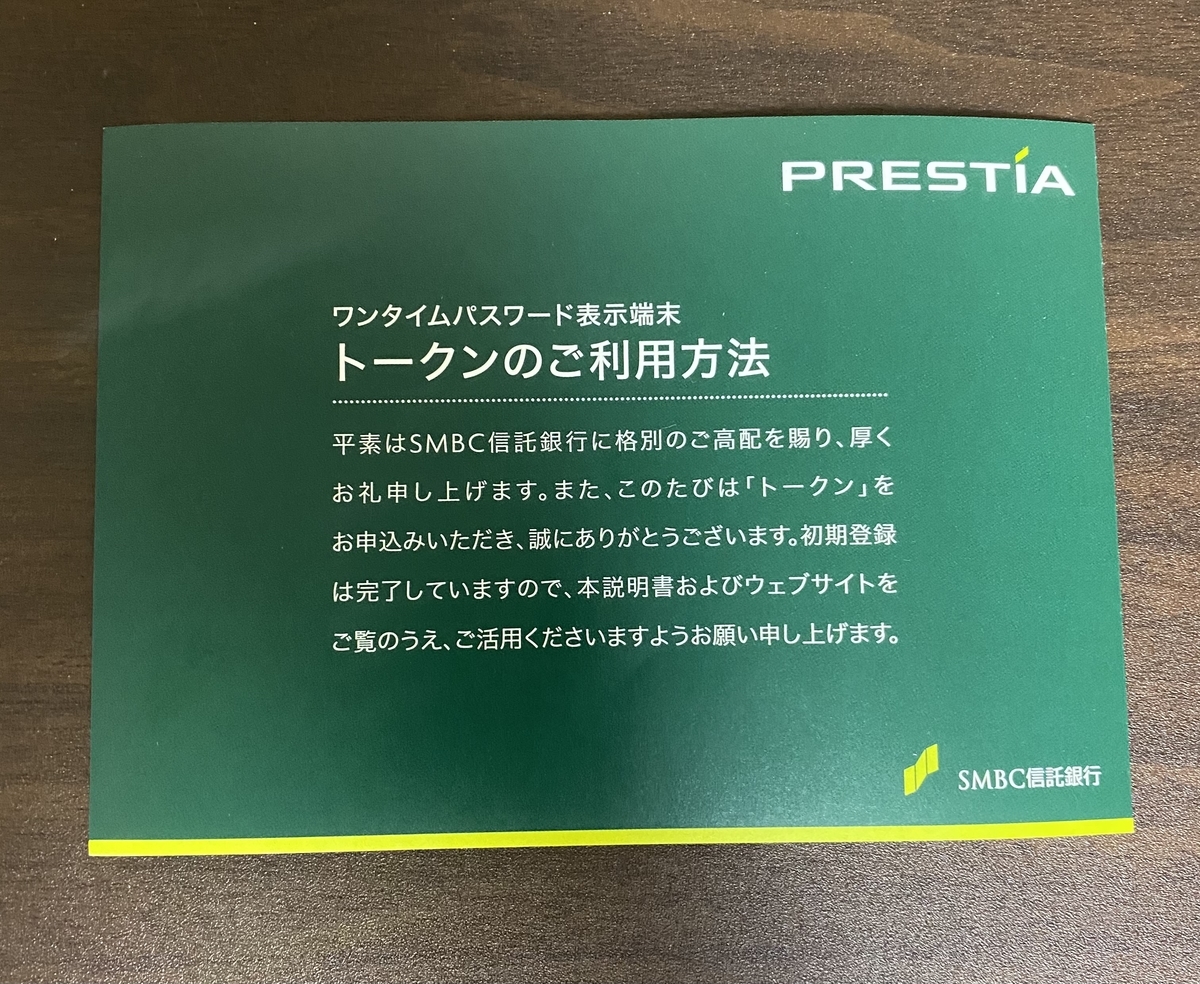 PRESTIA
ワンタイムパスワード表示端末
トークンのご利用方法
平素はSMBC信託銀行に格別のご高配を賜り、厚く
お礼申し上げます。また、このたびは「トークン」を
お申込みいただき、誠にありがとうございます。初期登録
は完了していますので、本説明書およびウェブサイトを
ご覧のうえ、ご活用くださいますようお願い申し上げます。
SMBC信託銀行